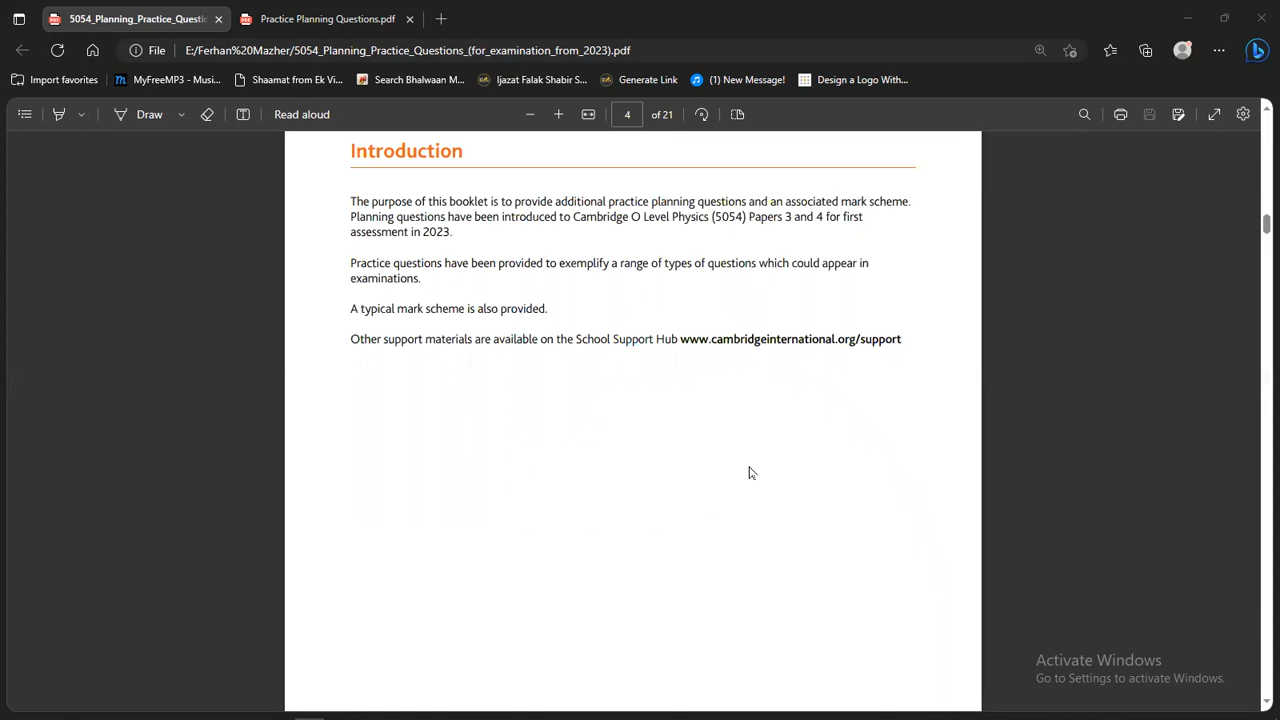 5054_Planning_Practice_Questic
Practice Planning Questions.pdf
File
E:/Ferhan%20Mazher/5054_Planning_Practice_Questions_(for_examination_from_2023).pdf
Import favorites
MyFreeMP3 - Musi...
Shaamat from Ek Vi...
Search Bhalwaan M...
Ijazat Falak Shabir S...
Generate Link
(1) New Message!
Design a Logo With...
Draw
Read aloud
4
of 21
Introduction
The purpose of this booklet is to provide additional practice planning questions and an associated mark scheme.
Planning questions have been introduced to Cambridge O Level Physics (5054) Papers 3 and 4 for first
assessment in 2023.
Practice questions have been provided to exemplify a range of types of questions which could appear in
examinations.
A typical mark scheme is also provided.
Other support materials are available on the School Support Hub www.cambridgeinternational.org/support
Activate Windows
Go to Settings to activate Windows.